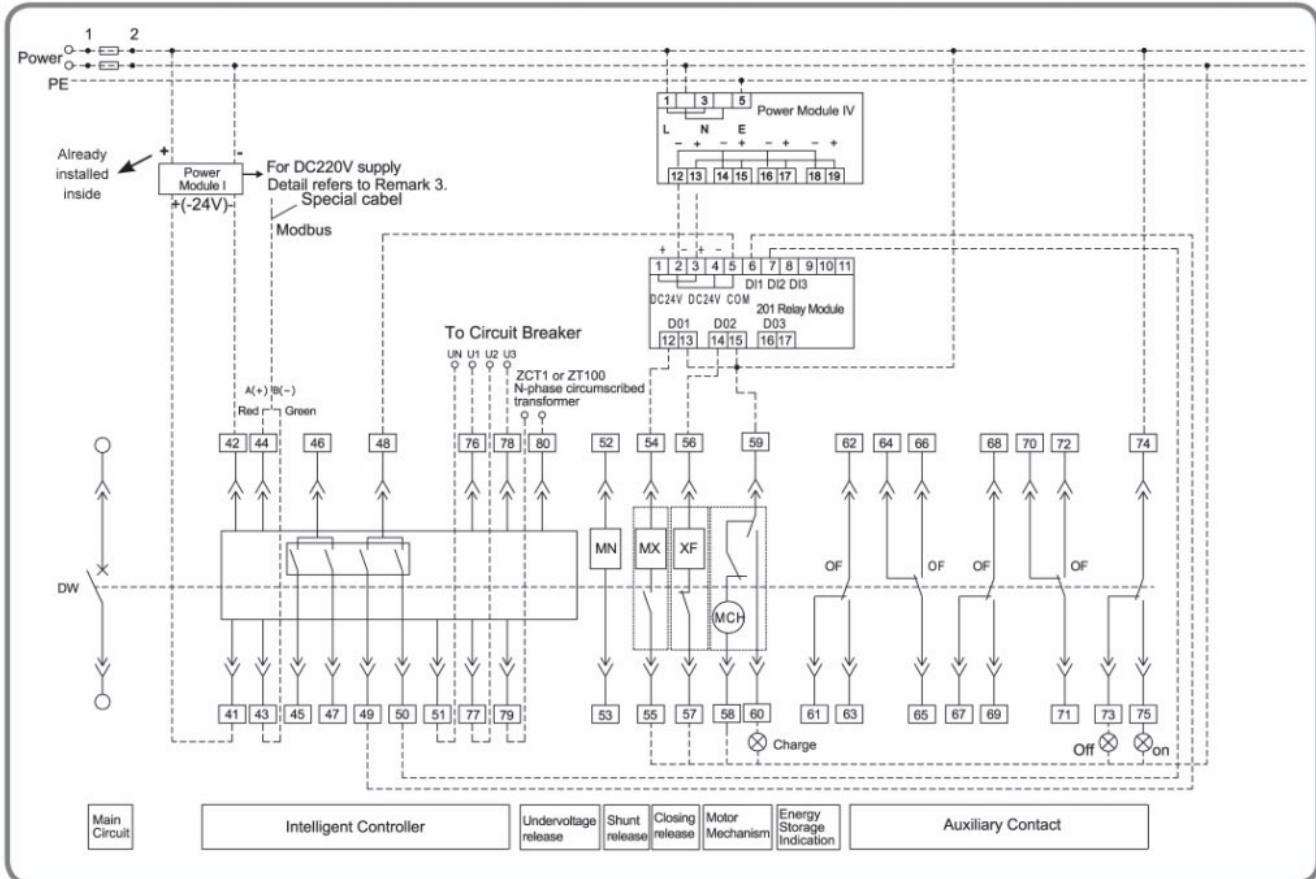 1 2
Power
PE
1 3 5
Power Module IV
L N E
- + - + - + - +
12 13 14 15 16 17 18 19
Already
installed
inside
+ -
Power
Module I
For DC220V supply
Detail refers to Remark 3.
+(-24V)-
Special cabel
Modbus
+ - + -
1 2 3 4 5 6 7 8 9 10 11
DI1 DI2 DI3
DC24V DC24V COM
201 Relay Module
D01 D02 D03
12 13 14 15 16 17
To Circuit Breaker
UN U1 U2 U3
ZCT1 or ZT100
N-phase circumscribed
transformer
A(+) B(-)
Red Green
42 44 46 48 76 78 80 52 54 56 59 62 64 66 68 70 72 74
MN MX XF
OF OF OF OF
DW
MCH
41 43 45 47 49 50 51 77 79 53 55 57 58 60 61 63 65 67 69 71 73 75
Charge
Off on
Main
Circuit
Intelligent Controller
Undervoltage
release
Shunt
release
Closing
release
Motor
Mechanism
Energy
Storage
Indication
Auxiliary Contact